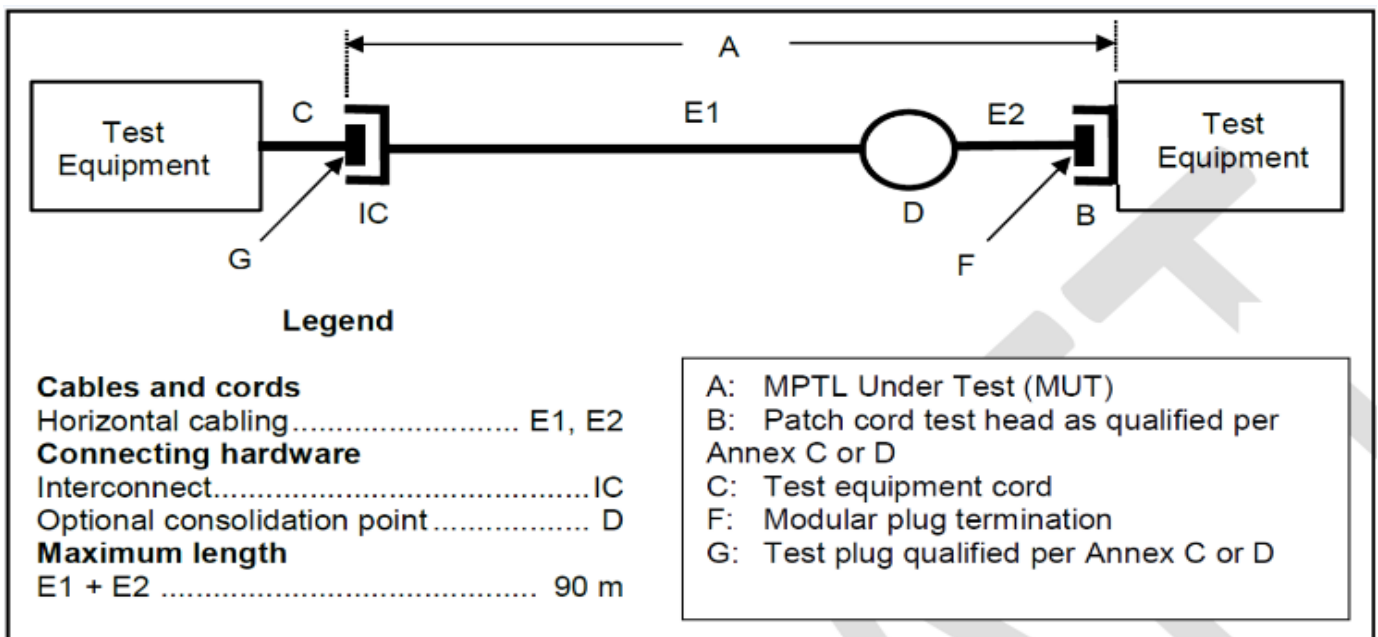 A
C
E1
E2
Test
Equipment
Test
Equipment
IC
D
B
G
F
Legend
Cables and cords
Horizontal cabling.......................... E1, E2
Connecting hardware
Interconnect..........................................IC
Optional consolidation point.................. D
Maximum length
E1 + E2 .......................................... 90 m
A: MPTL Under Test (MUT)
B: Patch cord test head as qualified per
Annex C or D
C: Test equipment cord
F: Modular plug termination
G: Test plug qualified per Annex C or D